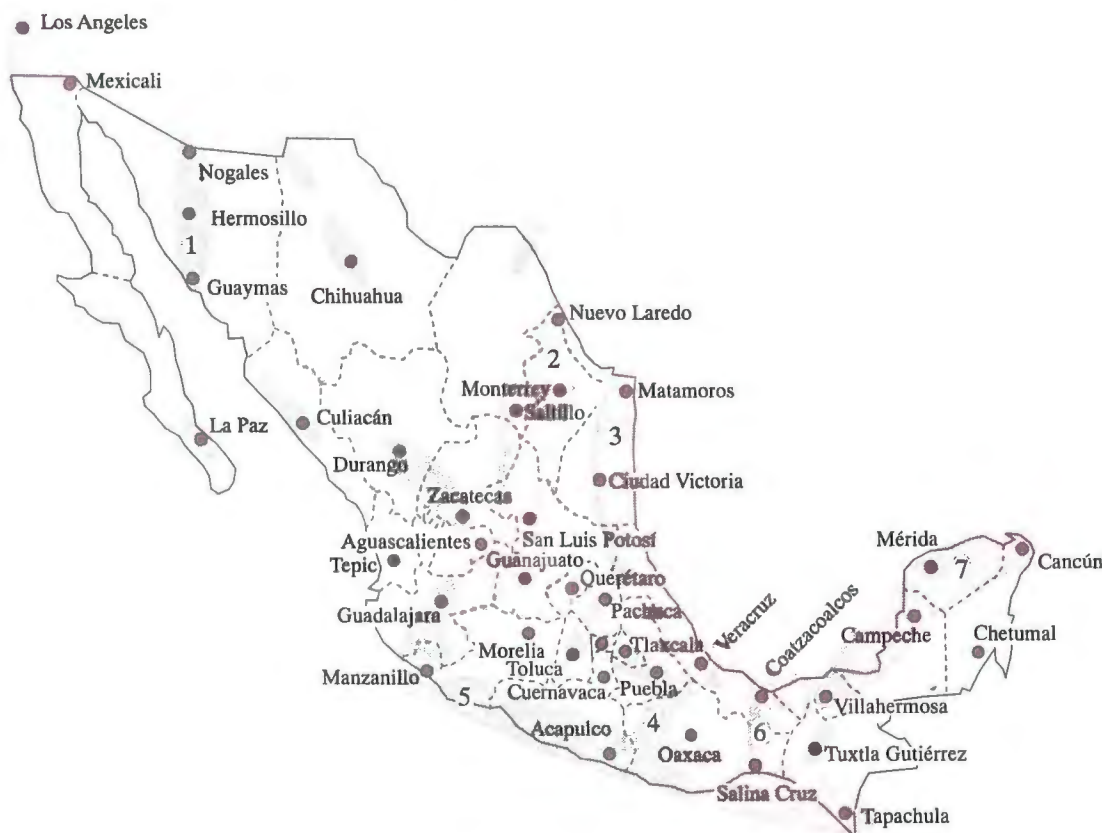 Los Angeles
Mexicali
Nogales
Hermosillo
1
Guaymas
Chihuahua
Nuevo Laredo
2
Monterrey
Matamoros
Saltillo
Culiacán
La Paz
3
Durango
Ciudad Victoria
Zacatecas
Aguascalientes
San Luis Potosí
Tepic
Guanajuato
Mérida
7
Cancún
Querétaro
Guadalajara
Pachuca
Veracruz
Coatzacoalcos
Campeche
Chetumal
Morelia
Tlaxcala
Toluca
Manzanillo
Cuernavaca
Puebla
5
Villahermosa
Acapulco
4
6
Oaxaca
Tuxtla Gutiérrez
Salina Cruz
Tapachula